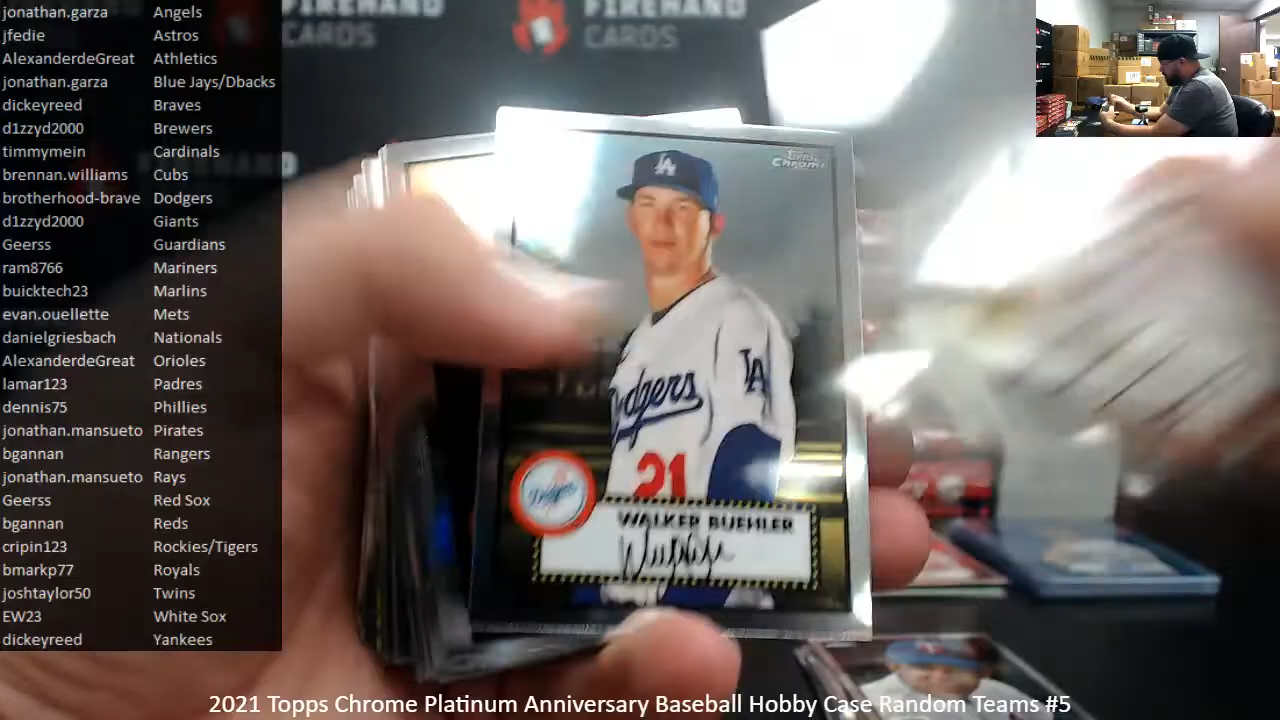 jonathan.garza Angels
jfedie Astros
AlexanderdeGreat Athletics
jonathan.garza Blue Jays/Dbacks
dickeyreed Braves
d1zzyd2000 Brewers
timmymein Cardinals
brennan.williams Cubs
brotherhood-brave Dodgers
d1zzyd2000 Giants
Geerss Guardians
ram8766 Mariners
buicktech23 Marlins
evan.ouellette Mets
danielgriesbach Nationals
AlexanderdeGreat Orioles
lamar123 Padres
dennis75 Phillies
jonathan.mansueto Pirates
bgannan Rangers
jonathan.mansueto Rays
Geerss Red Sox
bgannan Reds
cripin123 Rockies/Tigers
bmarkp77 Royals
joshtaylor50 Twins
EW23 White Sox
dickeyreed Yankees
FIREHAND
CARDS
FIREHAND
CARDS
Topps
Chrome
LA
LA
Dodgers
21
Dodgers
WALKER BUEHLER
2021 Topps Chrome Platinum Anniversary Baseball Hobby Case Random Teams #5